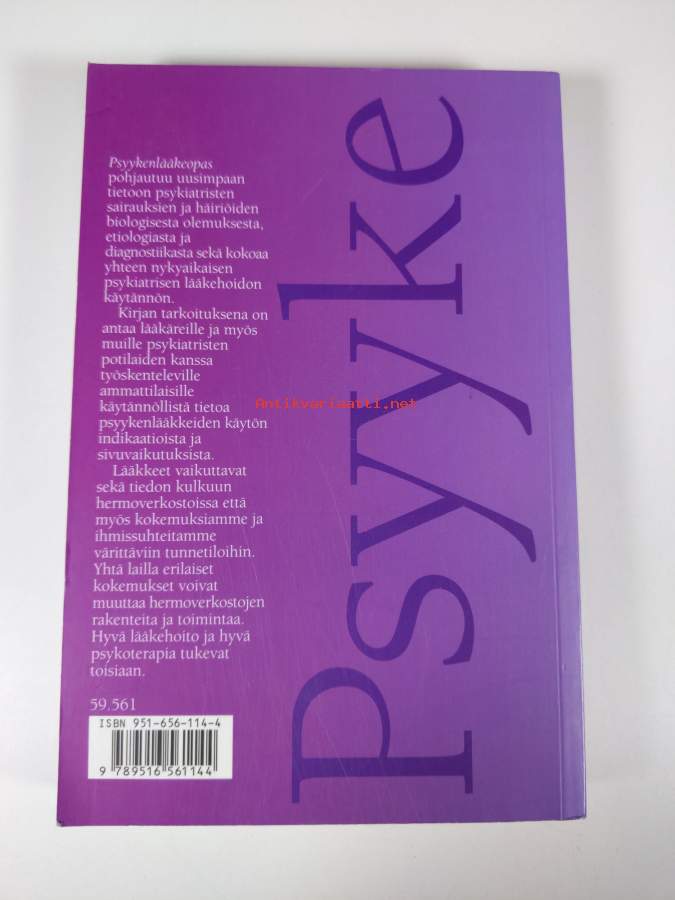 Psyykenlääkeopas
pohjautuu uusimpaan
tietoon psykiatristen
sairauksien ja häiriöiden
biologisesta olemuksesta,
etiologiasta ja
diagnostiikasta sekä kokoaa
yhteen nykyaikaisen
psykiatrisen lääkehoidon
käytännön.
Kirjan tarkoituksena on
antaa lääkäreille ja myös
muille psykiatristen
potilaiden kanssa
työskenteleville
ammattilaisille
käytännöllistä tietoa
psyykenlääkkeiden käytön
indikaatioista ja
sivuvaikutuksista.
Lääkkeet vaikuttavat
sekä tiedon kulkuun
hermoverkostoissa että
myös kokemuksiamme ja
ihmissuhteitamme
värittäviin tunnetiloihin.
Yhtä lailla erilaiset
kokemukset voivat
muuttaa hermoverkostojen
rakenteita ja toimintaa.
Hyvä lääkehoito ja hyvä
psykoterapia tukevat
toisiaan.
59.561
ISBN 951-656-114-4
9 789516 561144
Psyyke
Antikvariaatti.net